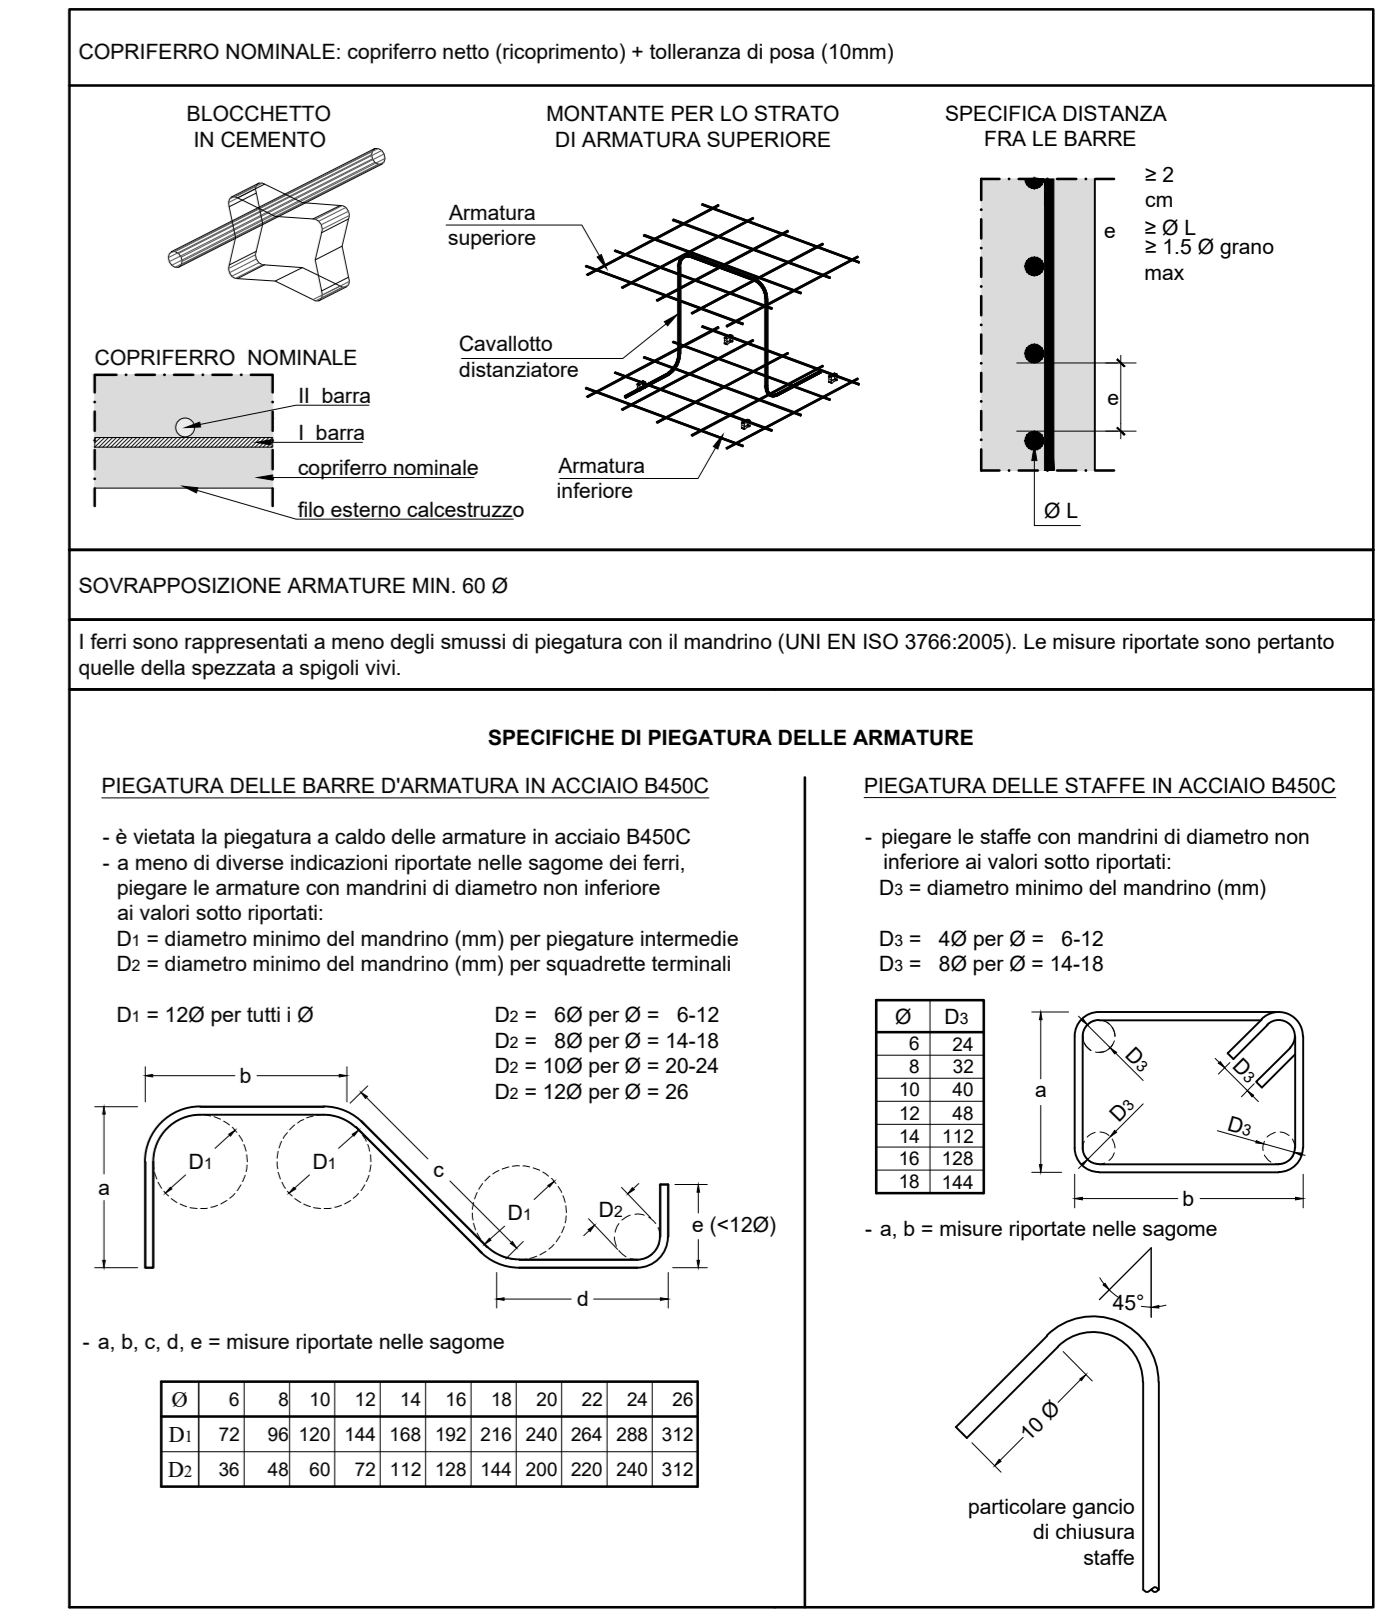 COPRIFERRO NOMINALE: copriferro netto (ricoprimento) + tolleranza di posa (10mm)
BLOCCHETTO
IN CEMENTO
MONTANTE PER LO STRATO
DI ARMATURA SUPERIORE
SPECIFICA DISTANZA
FRA LE BARRE
Armatura
superiore
Cavallotto
distanziatore
Armatura
inferiore
≥ 2
cm
≥ Ø L
≥ 1.5 Ø grano
max
e
e
Ø L
COPRIFERRO NOMINALE
II barra
I barra
copriferro nominale
filo esterno calcestruzzo
SOVRAPPOSIZIONE ARMATURE MIN. 60 Ø
I ferri sono rappresentati a meno degli smussi di piegatura con il mandrino (UNI EN ISO 3766:2005). Le misure riportate sono pertanto
quelle della spezzata a spigoli vivi.
SPECIFICHE DI PIEGATURA DELLE ARMATURE
PIEGATURA DELLE BARRE D'ARMATURA IN ACCIAIO B450C
- è vietata la piegatura a caldo delle armature in acciaio B450C
- a meno di diverse indicazioni riportate nelle sagome dei ferri,
piegare le armature con mandrini di diametro non inferiore
ai valori sotto riportati:
D1 = diametro minimo del mandrino (mm) per piegature intermedie
D2 = diametro minimo del mandrino (mm) per squadrette terminali
D1 = 12Ø per tutti i Ø
D2 = 6Ø per Ø = 6-12
D2 = 8Ø per Ø = 14-18
D2 = 10Ø per Ø = 20-24
D2 = 12Ø per Ø = 26
b
a
D1
D1
c
D1
D2
e (<12Ø)
d
- a, b, c, d, e = misure riportate nelle sagome
Ø 6 8 10 12 14 16 18 20 22 24 26
D1 72 96 120 144 168 192 216 240 264 288 312
D2 36 48 60 72 112 128 144 200 220 240 312
PIEGATURA DELLE STAFFE IN ACCIAIO B450C
- piegare le staffe con mandrini di diametro non
inferiore ai valori sotto riportati:
D3 = diametro minimo del mandrino (mm)
D3 = 4Ø per Ø = 6-12
D3 = 8Ø per Ø = 14-18
Ø D3
6 24
8 32
10 40
12 48
14 112
16 128
18 144
a
D3
D3
D3
D3
b
- a, b = misure riportate nelle sagome
45°
10 Ø
particolare gancio
di chiusura
staffe